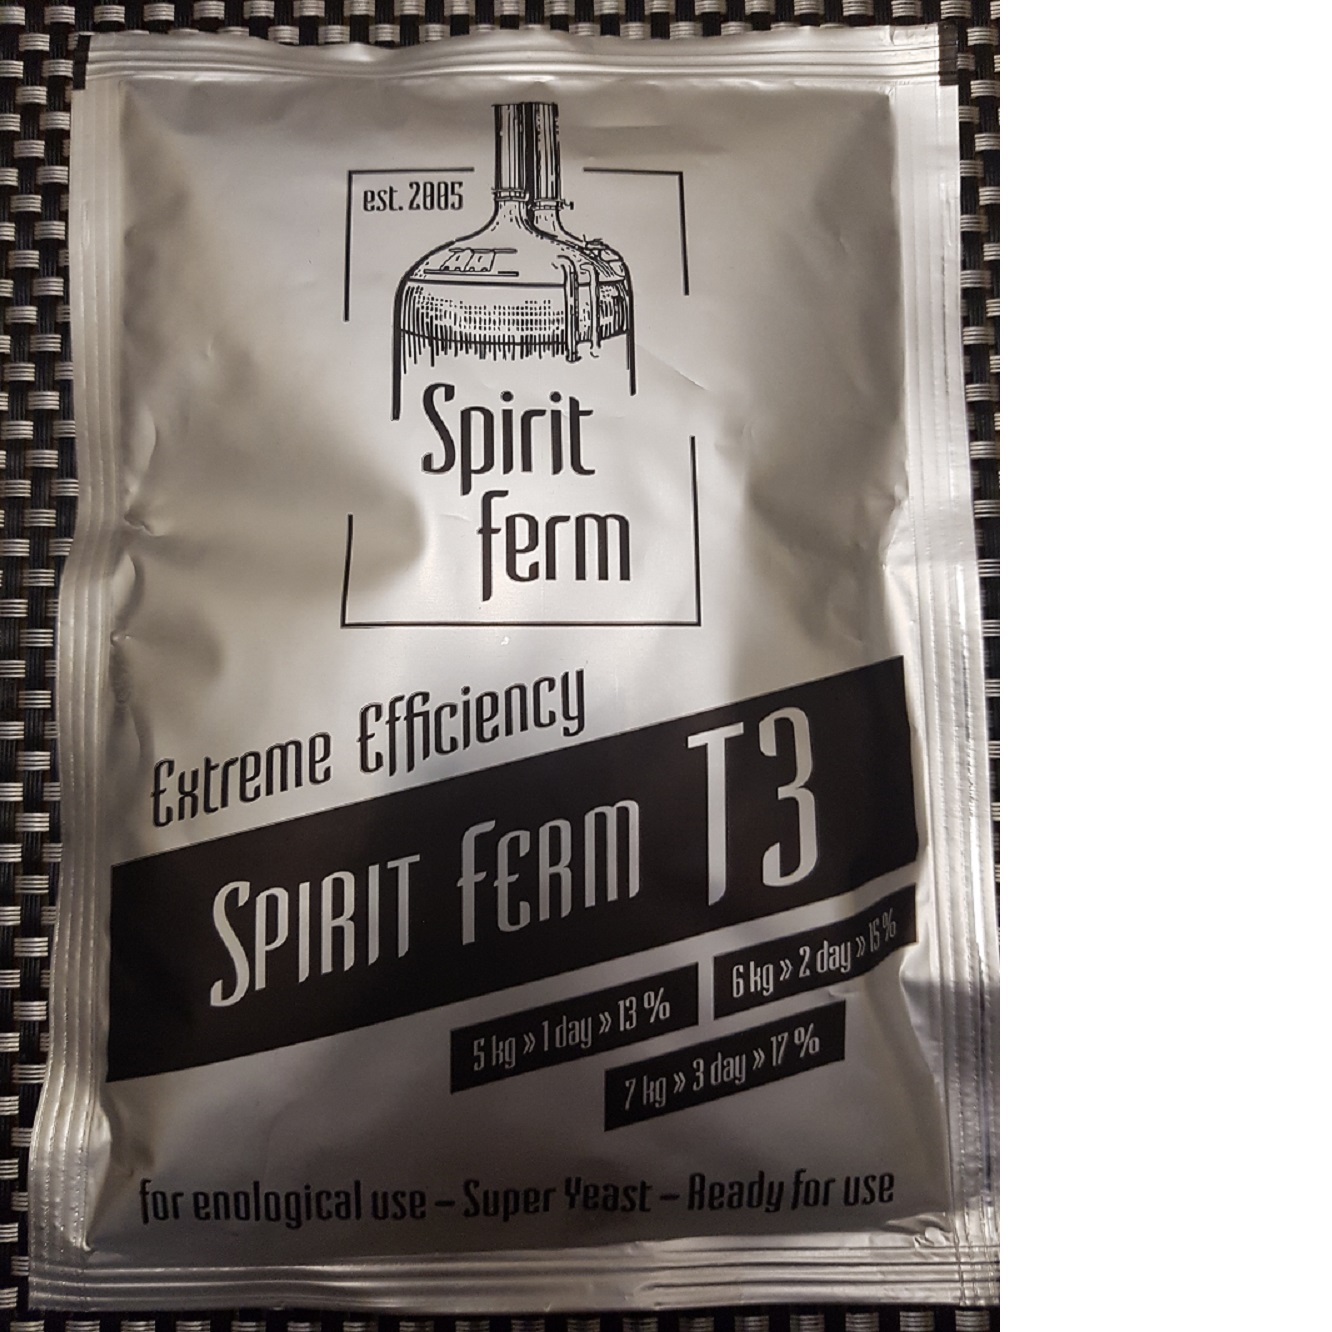 est. 2005
Spirit
ferm
Extreme Efficiency
SPIRIT FERM T3
5 kg » 1 day » 13 %
6 kg » 2 day » 15 %
7 kg » 3 day » 17 %
for enological use – Super Yeast – Ready for use